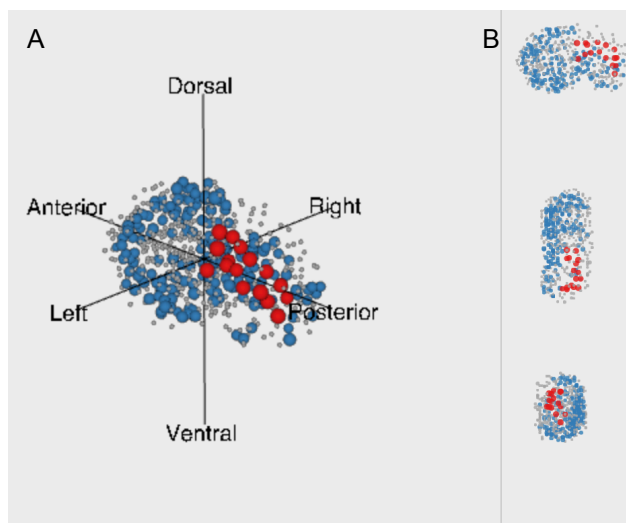 A
B
Dorsal
Anterior
Right
Left
Posterior
Ventral